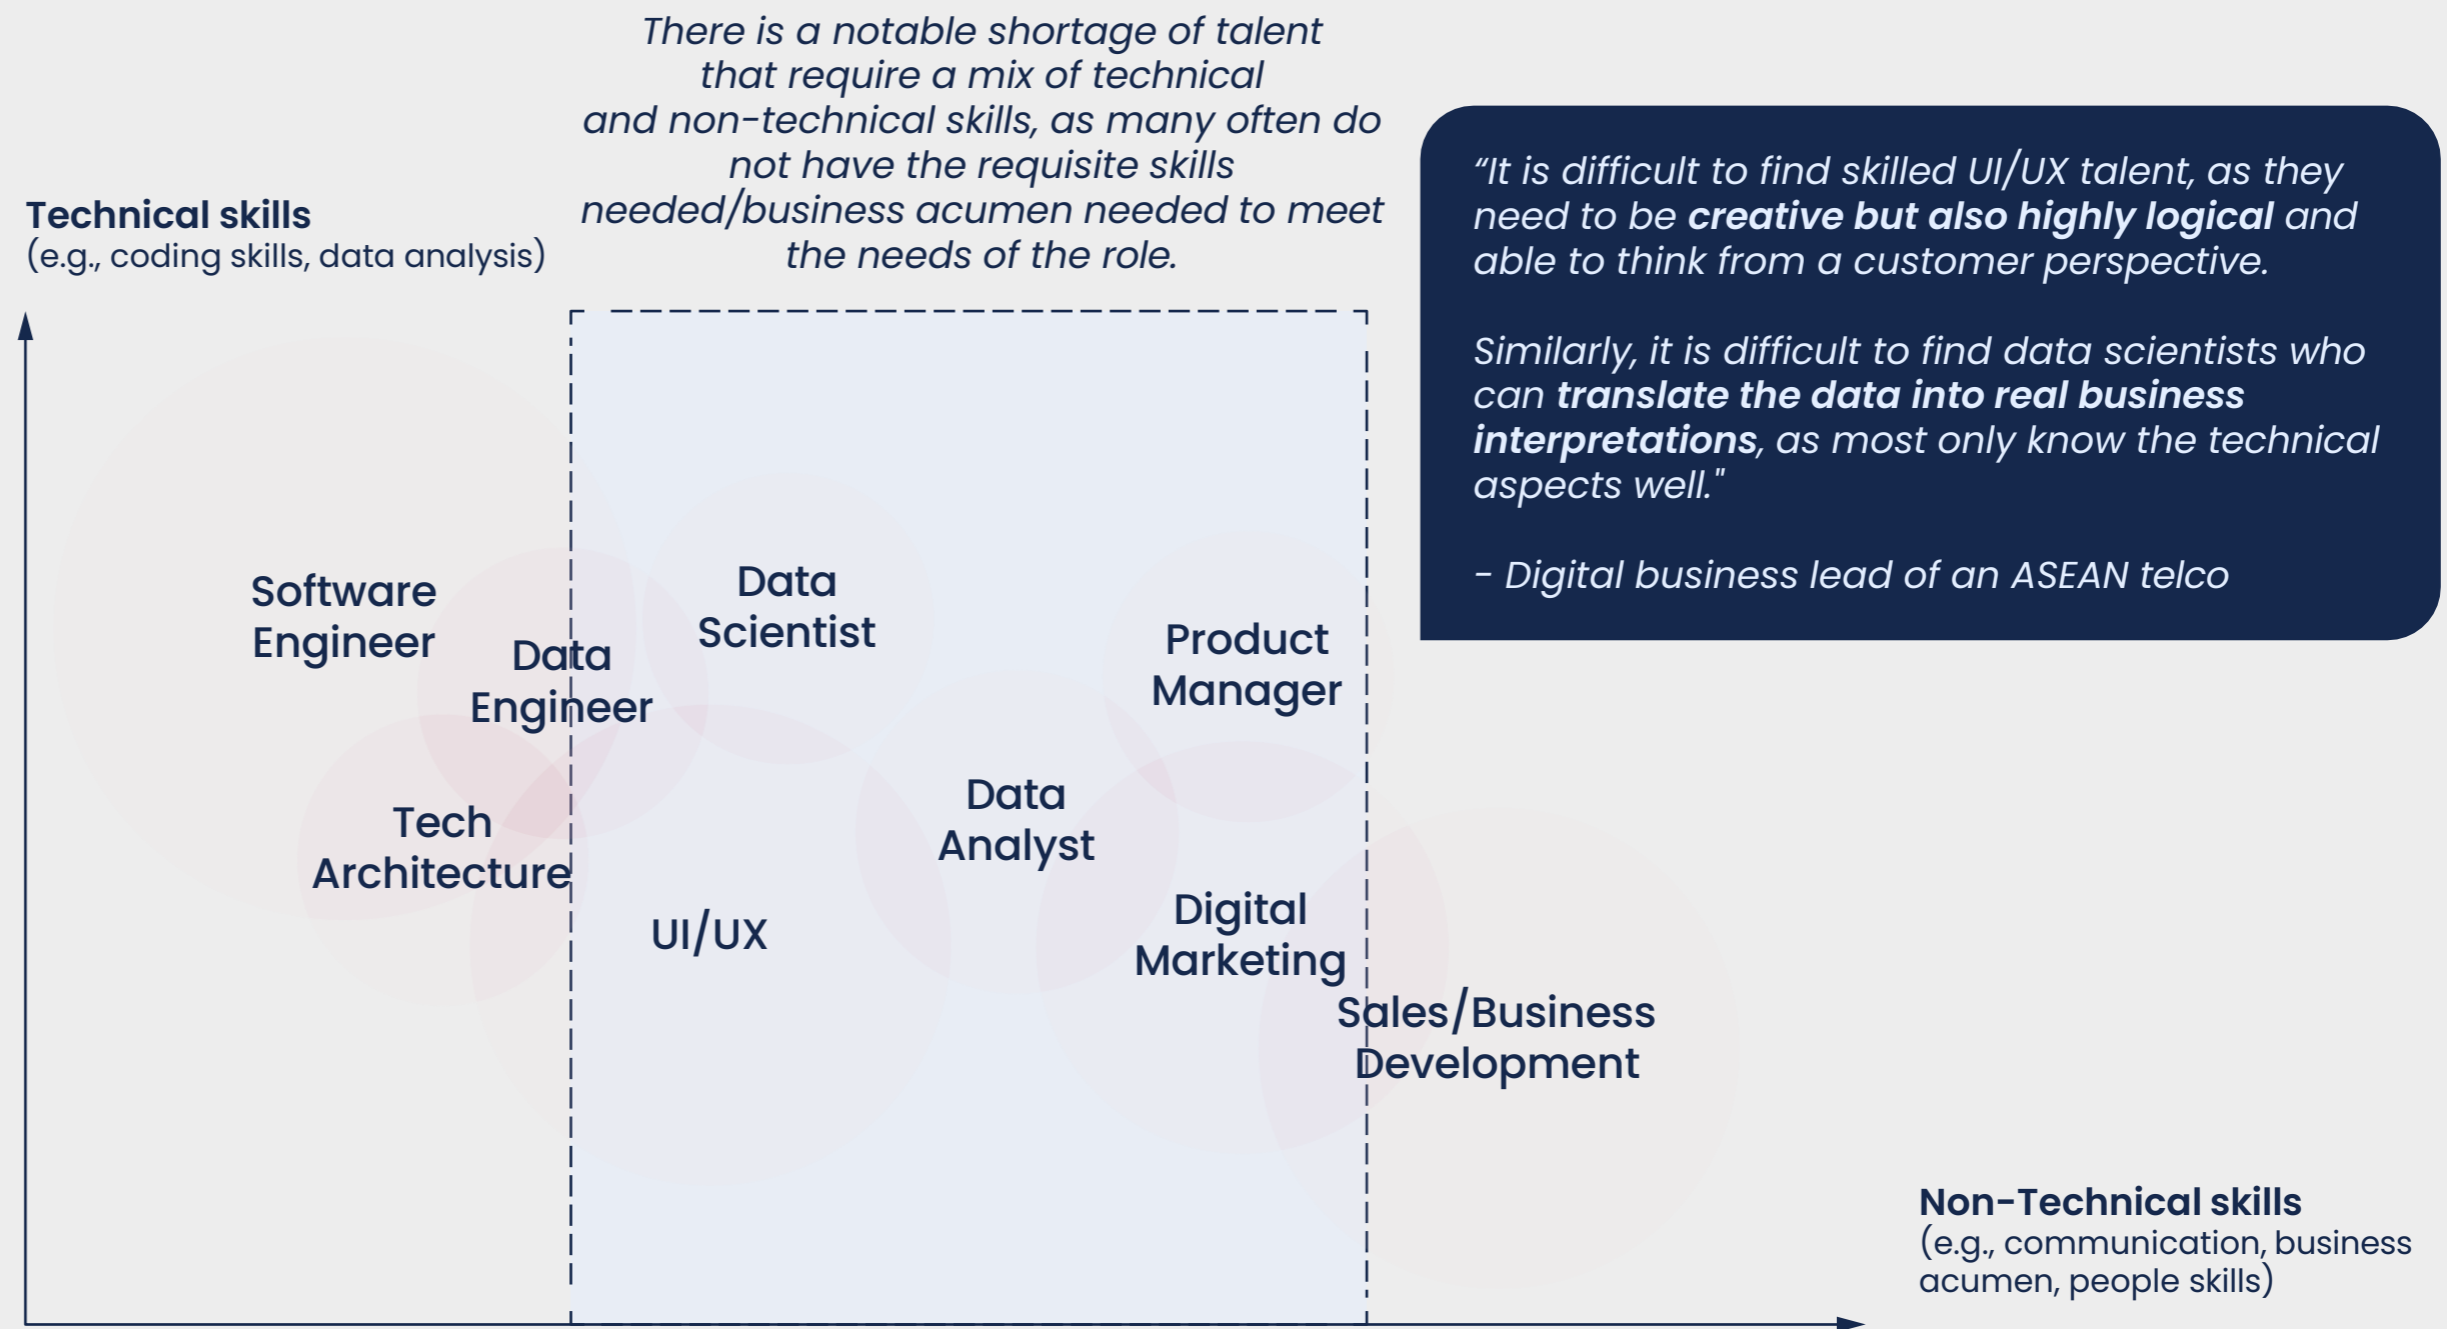 There is a notable shortage of talent
that require a mix of technical
and non-technical skills, as many often do
not have the requisite skills
needed/business acumen needed to meet
the needs of the role.
Technical skills
(e.g., coding skills, data analysis)
“It is difficult to find skilled UI/UX talent, as they
need to be creative but also highly logical and
able to think from a customer perspective.
Similarly, it is difficult to find data scientists who
can translate the data into real business
interpretations, as most only know the technical
aspects well."
- Digital business lead of an ASEAN telco
Software
Engineer
Data
Engineer
Data
Scientist
Product
Manager
Tech
Architecture
Data
Analyst
UI/UX
Digital
Marketing
Sales/Business
Development
Non-Technical skills
(e.g., communication, business
acumen, people skills)